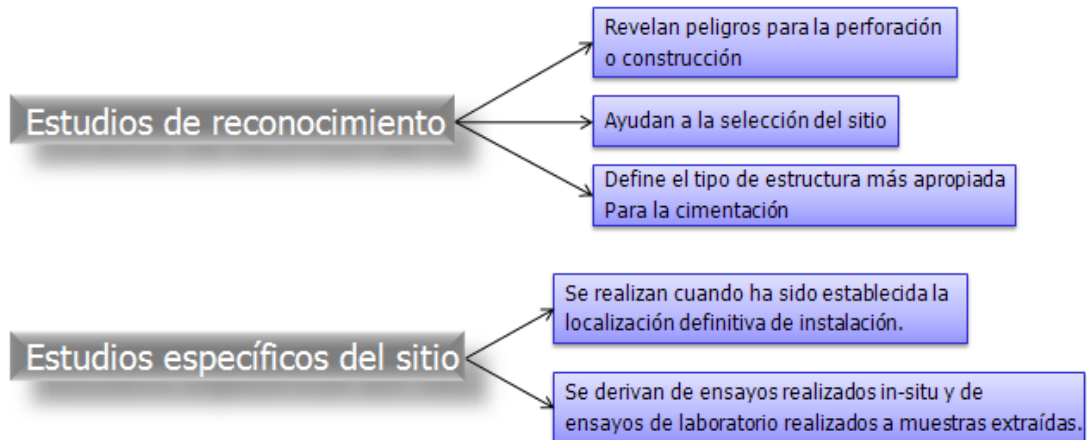 Estudios de reconocimiento
Revelan peligros para la perforación
o construcción
Ayudan a la selección del sitio
Define el tipo de estructura más apropiada
Para la cimentación
Estudios específicos del sitio
Se realizan cuando ha sido establecida la
localización definitiva de instalación.
Se derivan de ensayos realizados in-situ y de
ensayos de laboratorio realizados a muestras extraídas.